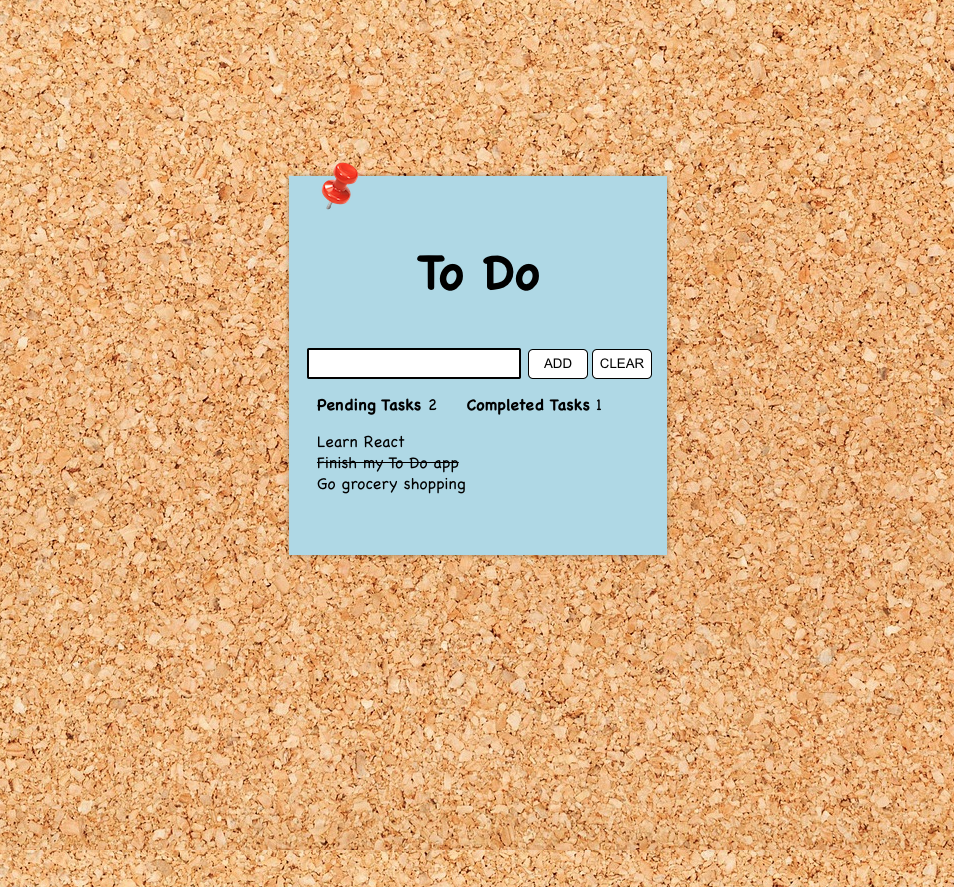 To Do
ADD CLEAR
Pending Tasks 2 Completed Tasks 1
Learn React
Finish my To Do app
Go grocery shopping